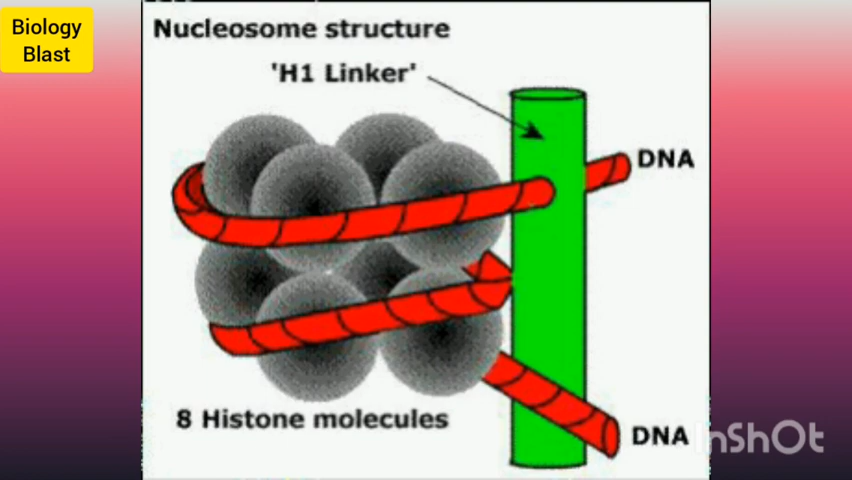 Biology
Blast
Nucleosome structure
'H1 Linker'
DNA
8 Histone molecules
DNA
InShOt